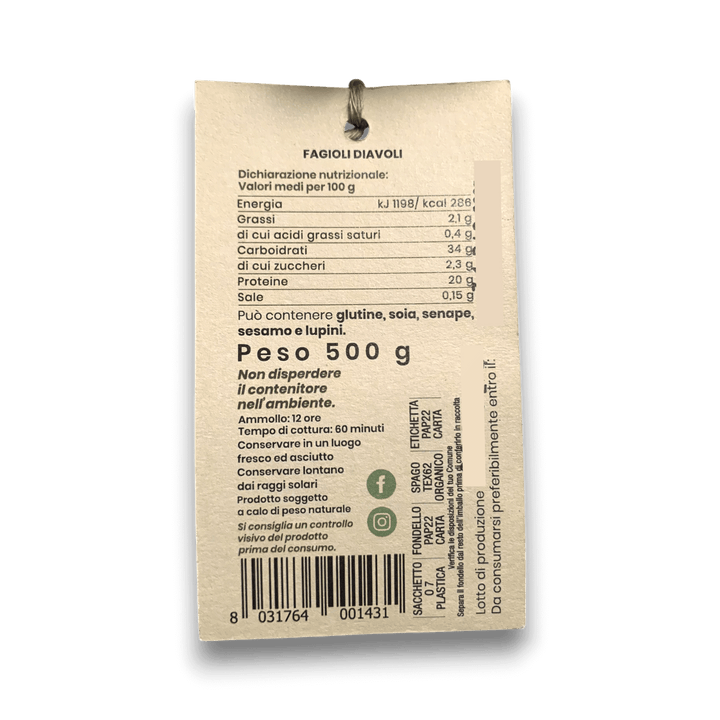 FAGIOLI DIAVOLI
Dichiarazione nutrizionale:
Valori medi per 100 g
Energia kJ 1198/ kcal 286
Grassi 2,1 g
di cui acidi grassi saturi 0,4 g
Carboidrati 34 g
di cui zuccheri 2,3 g
Proteine 20 g
Sale 0,15 g
Può contenere glutine, soia, senape,
sesamo e lupini.
Peso 500 g
Non disperdere
il contenitore
nell'ambiente.
Ammollo: 12 ore
Tempo di cottura: 60 minuti
Conservare in un luogo
fresco ed asciutto
Conservare lontano
dai raggi solari
Prodotto soggetto
a calo di peso naturale
Si consiglia un controllo
visivo del prodotto
prima del consumo.
8 031764 001431
SACCHETTO FONDELLO SPAGO ETICHETTA
0 7 PAP22 TEX62 PAP22
PLASTICA CARTA ORGANICO CARTA
Verifica le disposizioni del tuo Comune
Separa il fondello dal resto dell'imballo prima di conferirlo in raccolta
Lotto di produzione
Da consumarsi preferibilmente entro il: